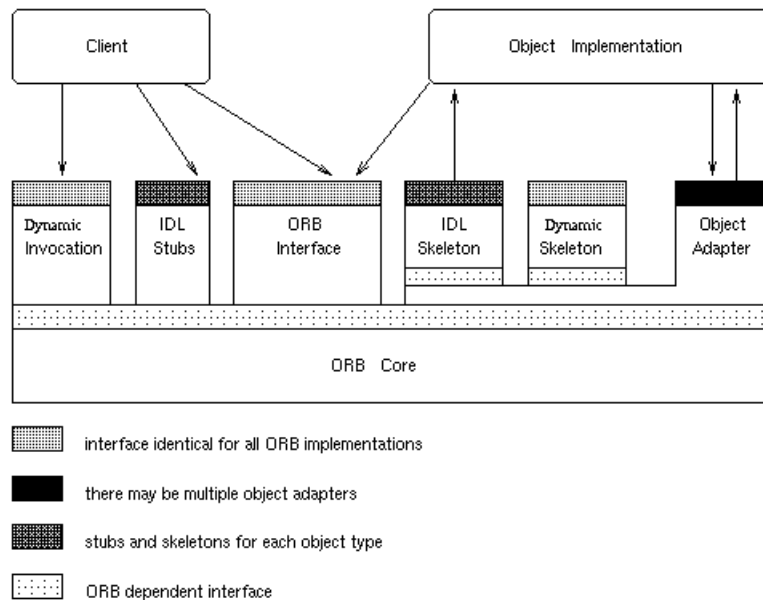 Client
Object Implementation
Dynamic
Invocation
IDL
Stubs
ORB
Interface
IDL
Skeleton
Dynamic
Skeleton
Object
Adapter
ORB Core
interface identical for all ORB implementations
there may be multiple object adapters
stubs and skeletons for each object type
ORB dependent interface